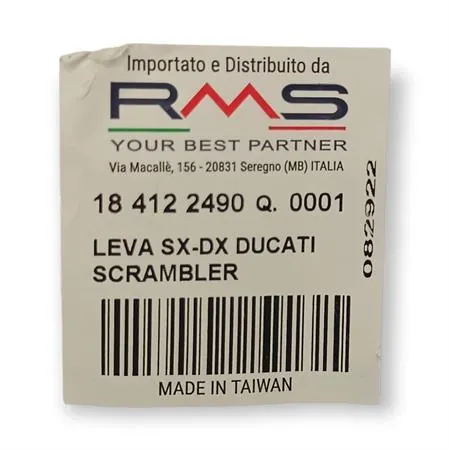 Importato e Distribuito da
RMS
YOUR BEST PARTNER
Via Macallè, 156 - 20831 Seregno (MB) ITALIA
18 412 2490 Q. 0001
082922
LEVA SX-DX DUCATI
SCRAMBLER
MADE IN TAIWAN